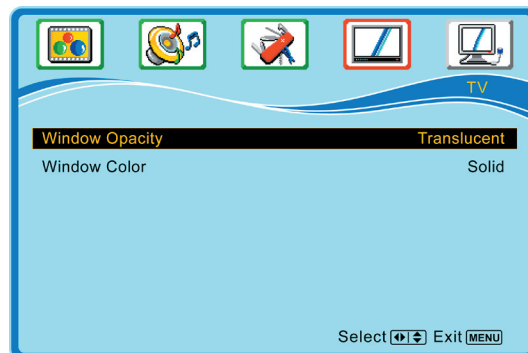 TV
Window Opacity Translucent
Window Color Solid
Select Exit MENU